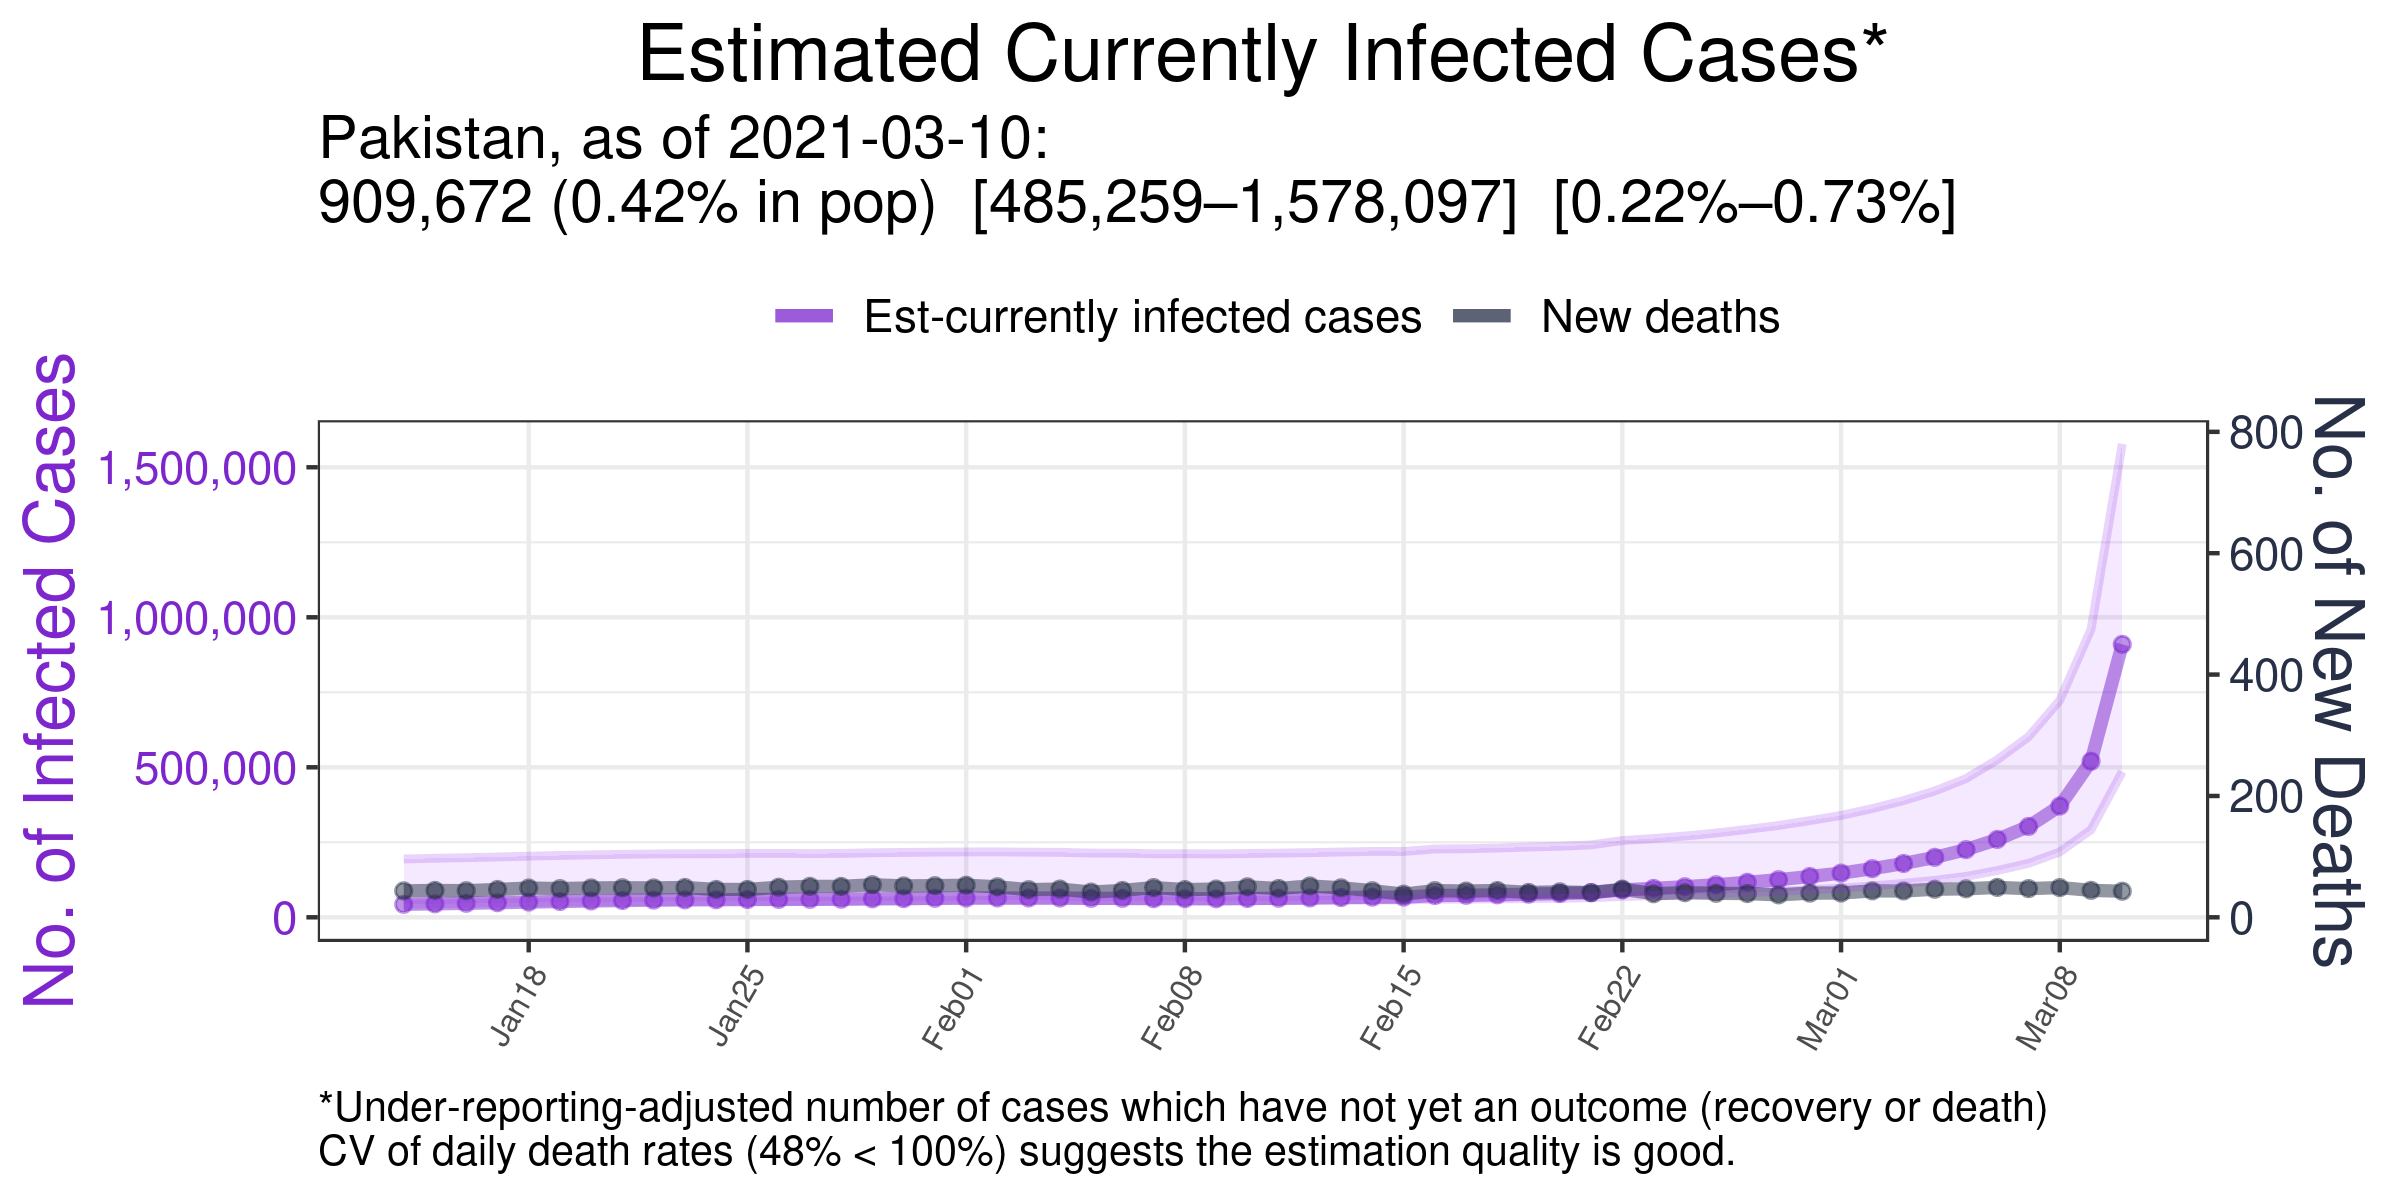 Estimated Currently Infected Cases*
Pakistan, as of 2021-03-10:
909,672 (0.42% in pop)  [485,259–1,578,097]  [0.22%–0.73%]
Est-currently infected cases
New deaths
No. of Infected Cases
1,500,000
1,000,000
500,000
0
800
600
400
200
0
No. of New Deaths
Jan18
Jan25
Feb01
Feb08
Feb15
Feb22
Mar01
Mar08
*Under-reporting-adjusted number of cases which have not yet an outcome (recovery or death)
CV of daily death rates (48% < 100%) suggests the estimation quality is good.